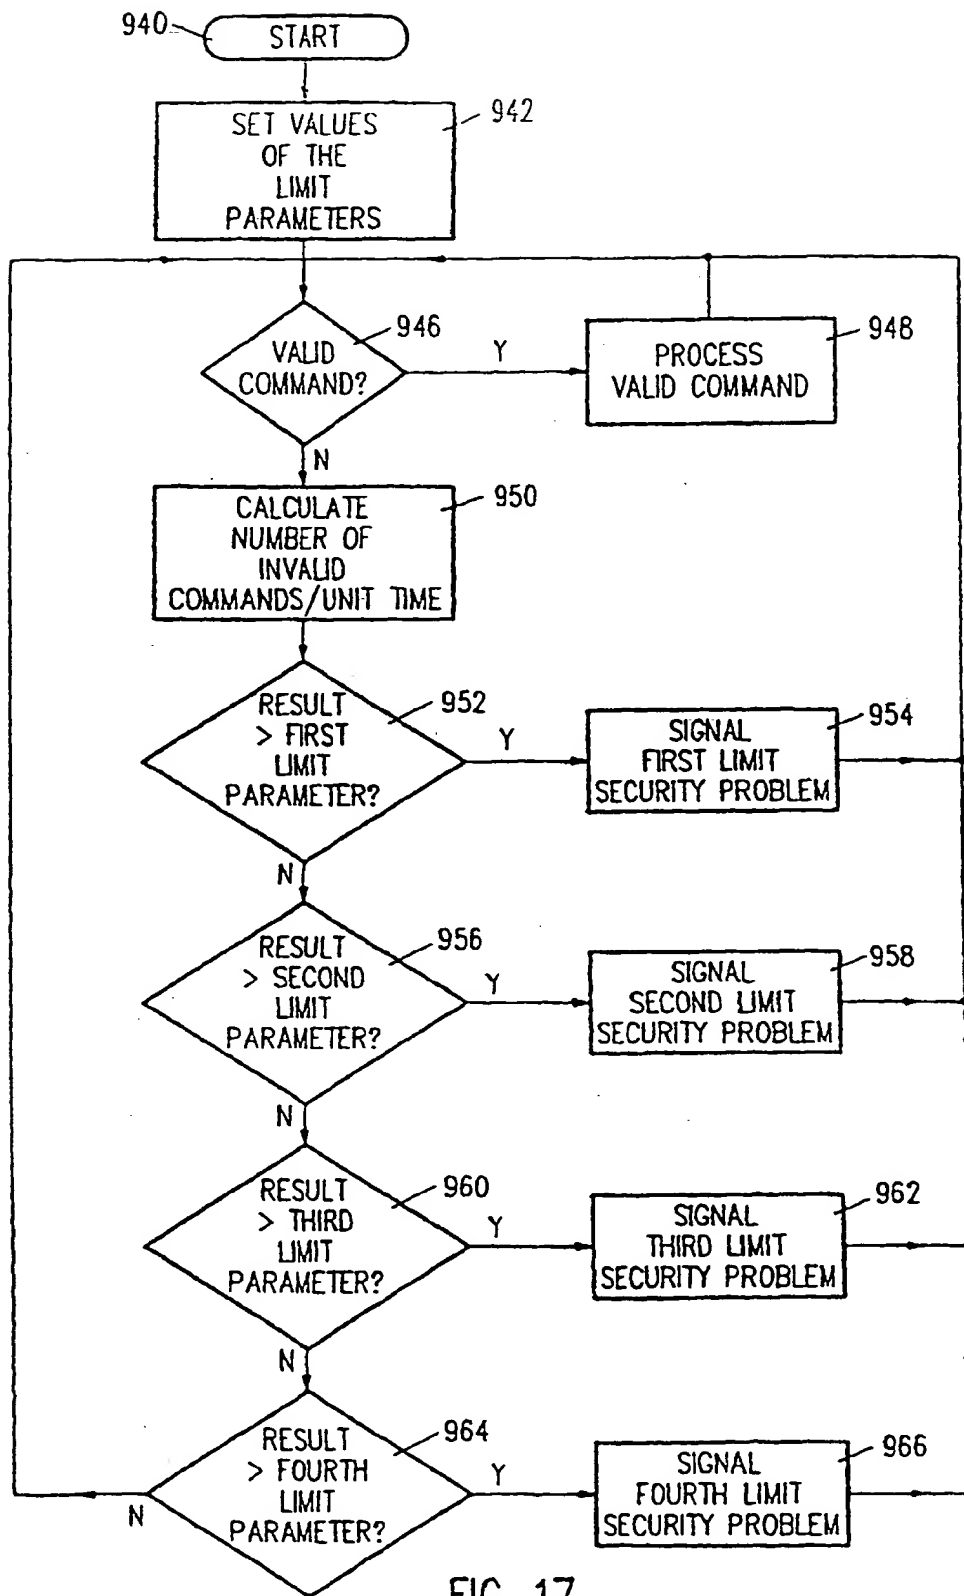 940
START
942
SET VALUES
OF THE
LIMIT
PARAMETERS
946
VALID
COMMAND?
Y
948
PROCESS
VALID COMMAND
N
950
CALCULATE
NUMBER OF
INVALID
COMMANDS/UNIT TIME
952
RESULT
> FIRST
LIMIT
PARAMETER?
Y
954
SIGNAL
FIRST LIMIT
SECURITY PROBLEM
N
956
RESULT
> SECOND
LIMIT
PARAMETER?
Y
958
SIGNAL
SECOND LIMIT
SECURITY PROBLEM
N
960
RESULT
> THIRD
LIMIT
PARAMETER?
Y
962
SIGNAL
THIRD LIMIT
SECURITY PROBLEM
N
964
RESULT
> FOURTH
LIMIT
PARAMETER?
N
Y
966
SIGNAL
FOURTH LIMIT
SECURITY PROBLEM
FIG. 17